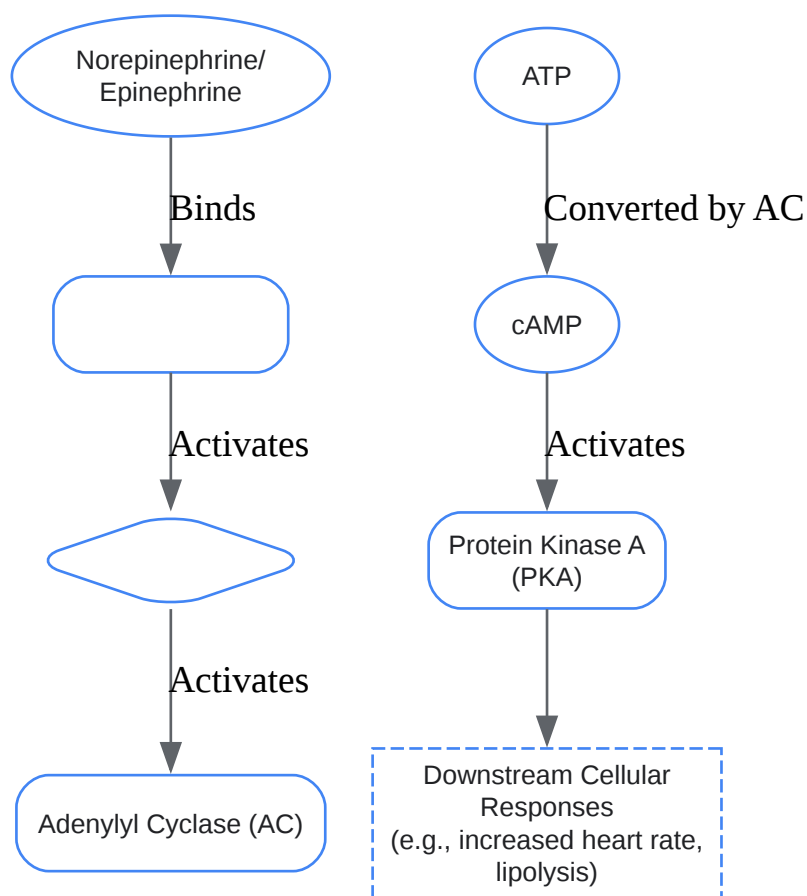 Norepinephrine/
Epinephrine
Binds
Activates
Activates
Adenylyl Cyclase (AC)
ATP
Converted by AC
cAMP
Activates
Protein Kinase A
(PKA)
Downstream Cellular
Responses
(e.g., increased heart rate,
lipolysis)